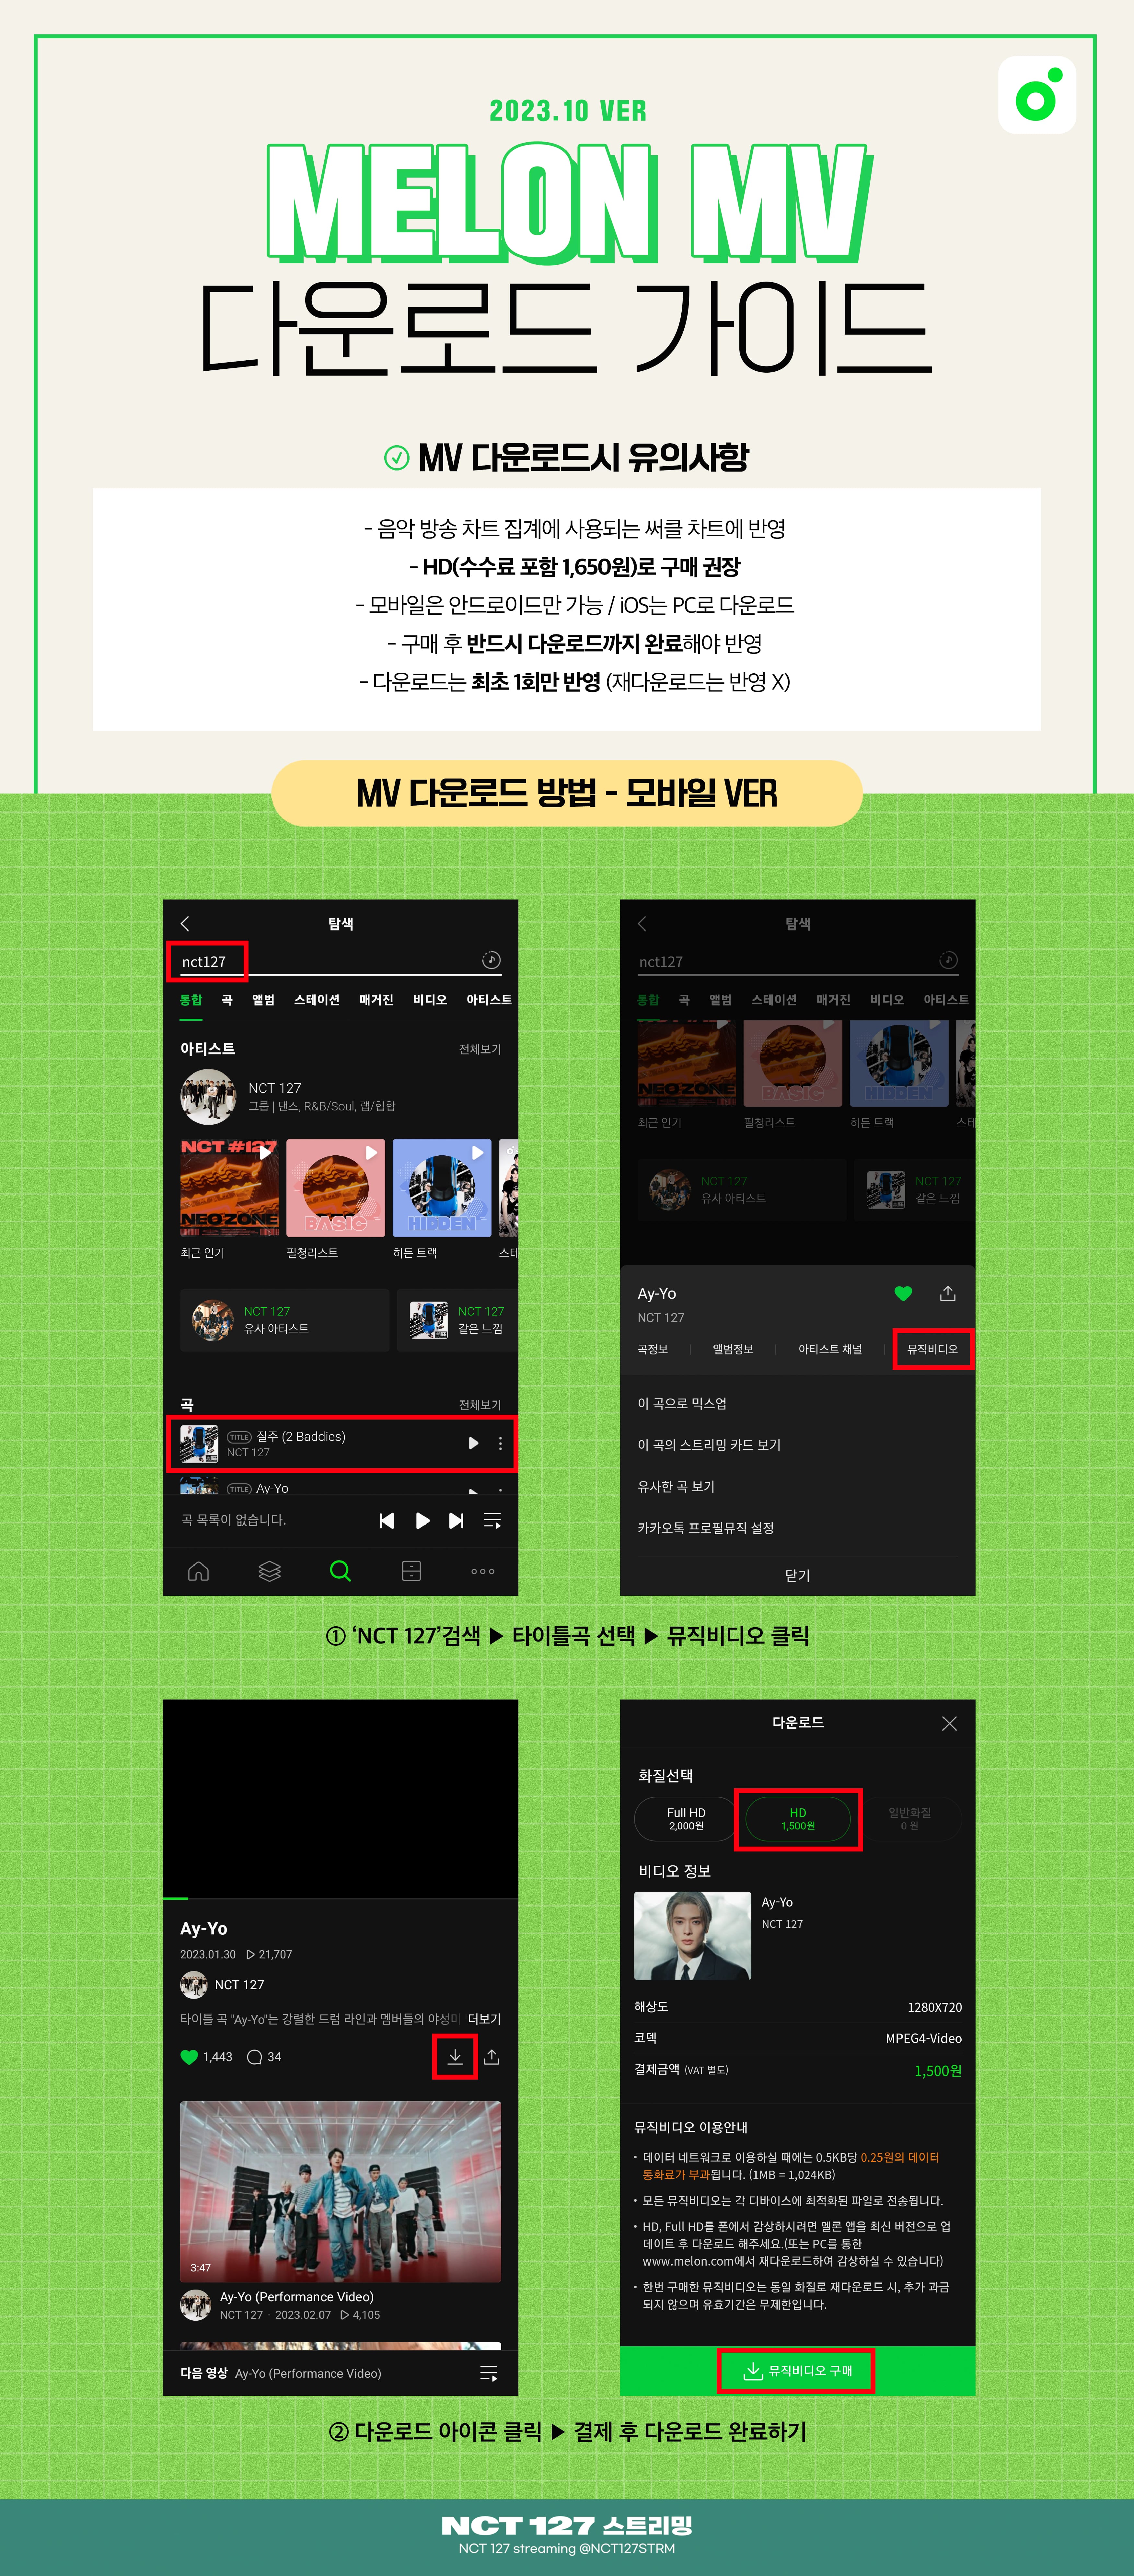 2023.10 VER
MELON MV
다운로드 가이드
MV 다운로드시 유의사항
- 음악 방송 차트 집계에 사용되는 써클 차트에 반영
- HD(수수료 포함 1,650원)로 구매 권장
- 모바일은 안드로이드만 가능 / iOS는 PC로 다운로드
- 구매 후 반드시 다운로드까지 완료해야 반영
- 다운로드는 최초 1회만 반영 (재다운로드는 반영 X)
MV 다운로드 방법 - 모바일 VER
탐색
nct127
통합 곡 앨범 스테이션 매거진 비디오 아티스트
아티스트 전체보기
NCT 127
그룹 | 댄스, R&B/Soul, 랩/힙합
NCT #127
NEO ZONE BASIC HIDDEN
최근 인기 필청리스트 히든 트랙 스테
NCT 127 NCT 127
유사 아티스트 같은 느낌
곡 전체보기
TITLE 질주 (2 Baddies)
NCT 127
TITLE Ay-Yo
곡 목록이 없습니다.
탐색
nct127
통합 곡 앨범 스테이션 매거진 비디오 아티스트
NEO ZONE BASIC HIDDEN
최근 인기 필청리스트 히든 트랙 스테
NCT 127 NCT 127
유사 아티스트 같은 느낌
Ay-Yo
NCT 127
곡정보 | 앨범정보 | 아티스트 채널 | 뮤직비디오
이 곡으로 믹스업
이 곡의 스트리밍 카드 보기
유사한 곡 보기
카카오톡 프로필뮤직 설정
닫기
① ‘NCT 127’검색 ▶ 타이틀곡 선택 ▶ 뮤직비디오 클릭
Ay-Yo
2023.01.30 ▷ 21,707
NCT 127
타이틀 곡 "Ay-Yo"는 강렬한 드럼 라인과 멤버들의 야성미 더보기
1,443 34
3:47
Ay-Yo (Performance Video)
NCT 127 · 2023.02.07 ▷ 4,105
다음 영상 Ay-Yo (Performance Video)
다운로드
화질선택
Full HD HD 일반화질
2,000원 1,500원 0 원
비디오 정보
Ay-Yo
NCT 127
해상도 1280X720
코덱 MPEG4-Video
결제금액 (VAT 별도) 1,500원
뮤직비디오 이용안내
• 데이터 네트워크로 이용하실 때에는 0.5KB당 0.25원의 데이터
통화료가 부과됩니다. (1MB = 1,024KB)
• 모든 뮤직비디오는 각 디바이스에 최적화된 파일로 전송됩니다.
• HD, Full HD를 폰에서 감상하시려면 멜론 앱을 최신 버전으로 업
데이트 후 다운로드 해주세요.(또는 PC를 통한
www.melon.com에서 재다운로드하여 감상하실 수 있습니다)
• 한번 구매한 뮤직비디오는 동일 화질로 재다운로드 시, 추가 과금
되지 않으며 유효기간은 무제한입니다.
뮤직비디오 구매
② 다운로드 아이콘 클릭 ▶ 결제 후 다운로드 완료하기
NCT 127 스트리밍
NCT 127 streaming @NCT127STRM